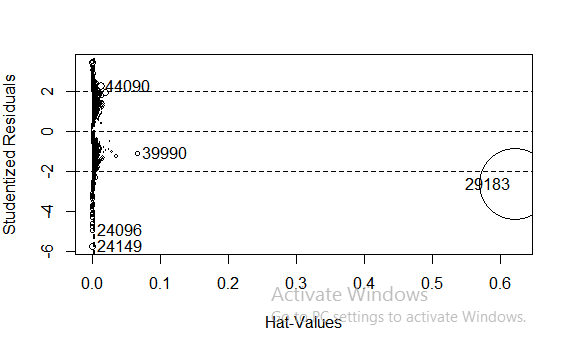 Studentized Residuals
2
0
-2
-4
-6
44090
39990
29183
24096
24149
0.0 0.1 0.2 0.3 0.4 0.5 0.6
Hat-Values
Activate Windows
Go to PC settings to activate Windows.